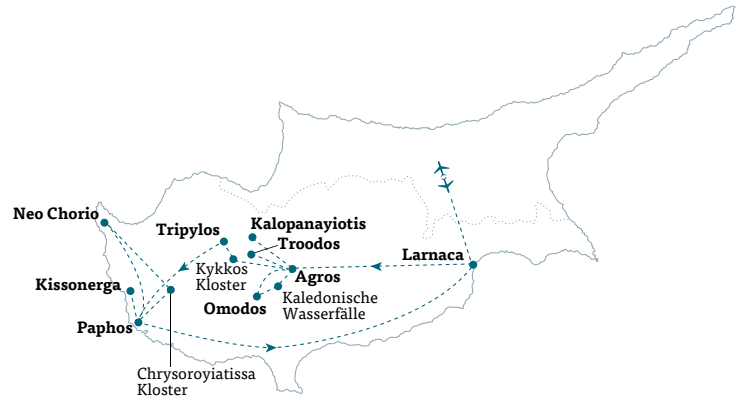 Neo Chorio
Tripylos
Kalopanayiotis
Troodos
Larnaca
Kykkos
Kloster
Agros
Kissonerga
Kaledonische
Wasserfälle
Omodos
Paphos
Chrysoroyiatissa
Kloster